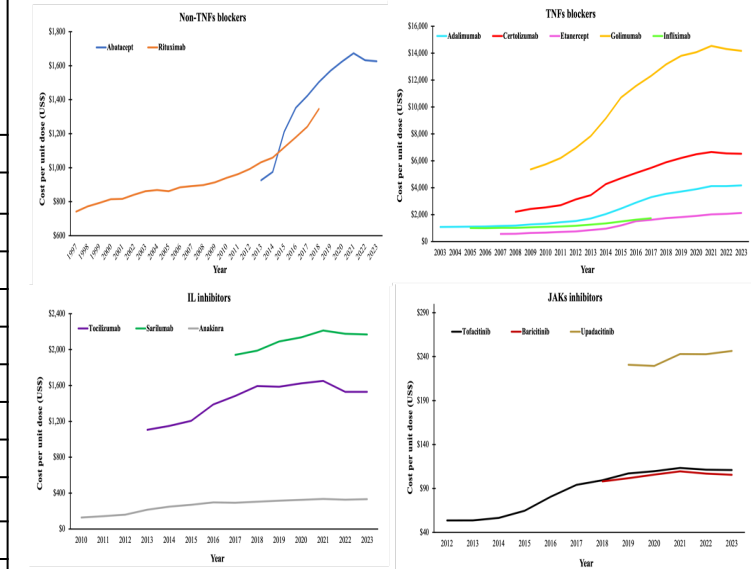 Non-TNFs blockers
$1,800
$1,400
$1,200
$1,000
$800
$600
Cost per unit dose (US$)
Abatacept
Rituximab
1997 1998 1999 2000 2001 2002 2003 2004 2005 2006 2007 2008 2009 2010 2011 2012 2013 2014 2015 2016 2017 2018 2019 2020 2021 2022 2023
Year
TNFs blockers
$16,000
$14,000
$12,000
$10,000
$8,000
$6,000
$4,000
$2,000
$0
Cost per unit dose (US$)
Adalimumab
Certolizumab
Etanercept
Golimumab
Infliximab
2003 2004 2005 2006 2007 2008 2009 2010 2011 2012 2013 2014 2015 2016 2017 2018 2019 2020 2021 2022 2023
Year
IL inhibitors
$2,400
$2,000
$1,600
$1,200
$800
$400
$0
Cost per unit dose (US$)
Tocilizumab
Sarilumab
Anakinra
2010 2011 2012 2013 2014 2015 2016 2017 2018 2019 2020 2021 2022 2023
Year
JAKs inhibitors
$290
$240
$190
$140
$90
$40
Cost per unit dose (US$)
Tofacitinib
Baricitinib
Upadacitinib
2012 2013 2014 2015 2016 2017 2018 2019 2020 2021 2022 2023
Year